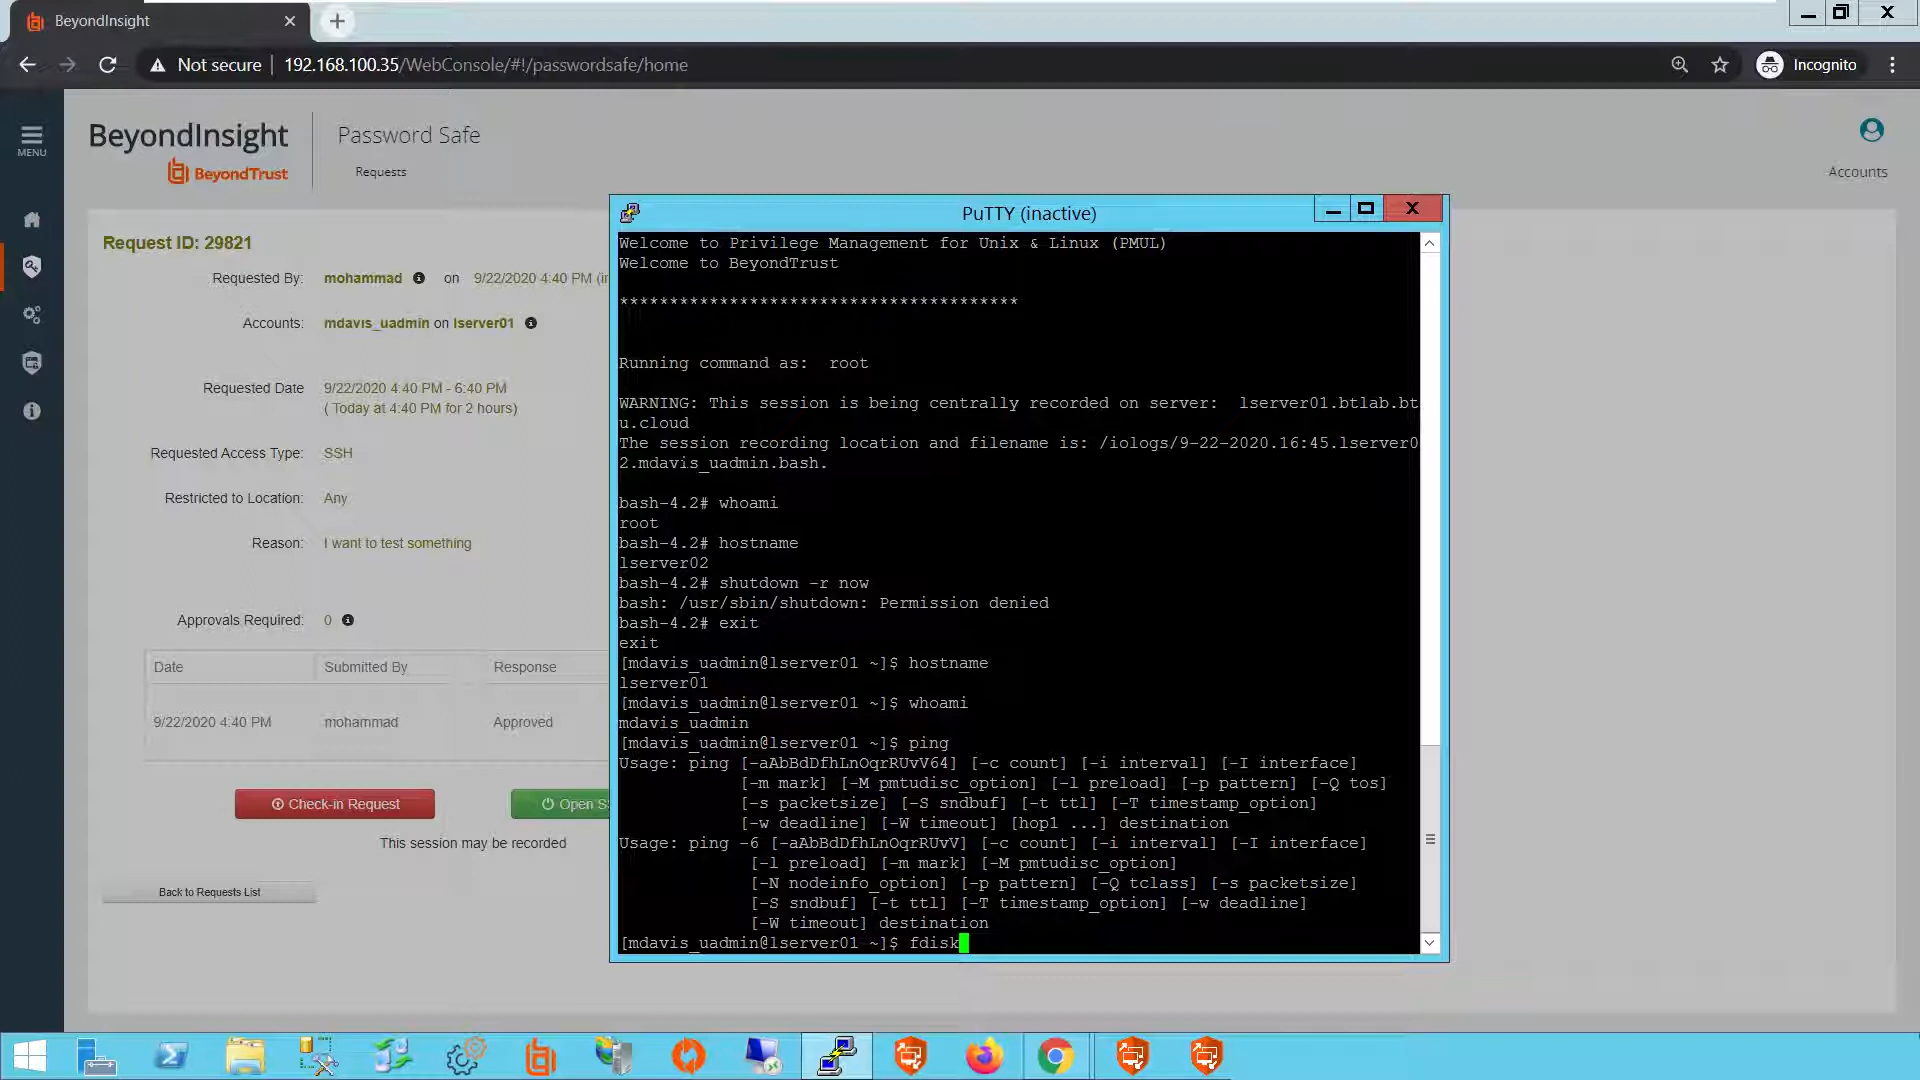 BeyondInsight
Not secure
192.168.100.35/WebConsole/#!/passwordsafe/home
Incognito
MENU
BeyondInsight
BeyondTrust
Password Safe
Requests
Accounts
Request ID: 29821
Requested By: mohammad on 9/22/2020 4:40 PM (i
Accounts: mdavis_uadmin on lserver01
Requested Date 9/22/2020 4:40 PM - 6:40 PM
( Today at 4:40 PM for 2 hours)
Requested Access Type: SSH
Restricted to Location: Any
Reason: I want to test something
Approvals Required: 0
Date Submitted By Response
9/22/2020 4:40 PM mohammad Approved
Check-in Request
Open S
This session may be recorded
Back to Requests List
PuTTY (inactive)
Welcome to Privilege Management for Unix & Linux (PMUL)
Welcome to BeyondTrust
****************************************
Running command as:  root
WARNING: This session is being centrally recorded on server:  lserver01.btlab.bt
u.cloud
The session recording location and filename is: /iologs/9-22-2020.16:45.lserver0
2.mdavis_uadmin.bash.
bash-4.2# whoami
root
bash-4.2# hostname
lserver02
bash-4.2# shutdown -r now
bash: /usr/sbin/shutdown: Permission denied
bash-4.2# exit
exit
[mdavis_uadmin@lserver01 ~]$ hostname
lserver01
[mdavis_uadmin@lserver01 ~]$ whoami
mdavis_uadmin
[mdavis_uadmin@lserver01 ~]$ ping
Usage: ping [-aAbBdDfhLnOqrRUvV64] [-c count] [-i interval] [-I interface]
[-m mark] [-M pmtudisc_option] [-l preload] [-p pattern] [-Q tos]
[-s packetsize] [-S sndbuf] [-t ttl] [-T timestamp_option]
[-w deadline] [-W timeout] [hop1 ...] destination
Usage: ping -6 [-aAbBdDfhLnOqrRUvV] [-c count] [-i interval] [-I interface]
[-l preload] [-m mark] [-M pmtudisc_option]
[-N nodeinfo_option] [-p pattern] [-Q tclass] [-s packetsize]
[-S sndbuf] [-t ttl] [-T timestamp_option] [-w deadline]
[-W timeout] destination
[mdavis_uadmin@lserver01 ~]$ fdisk